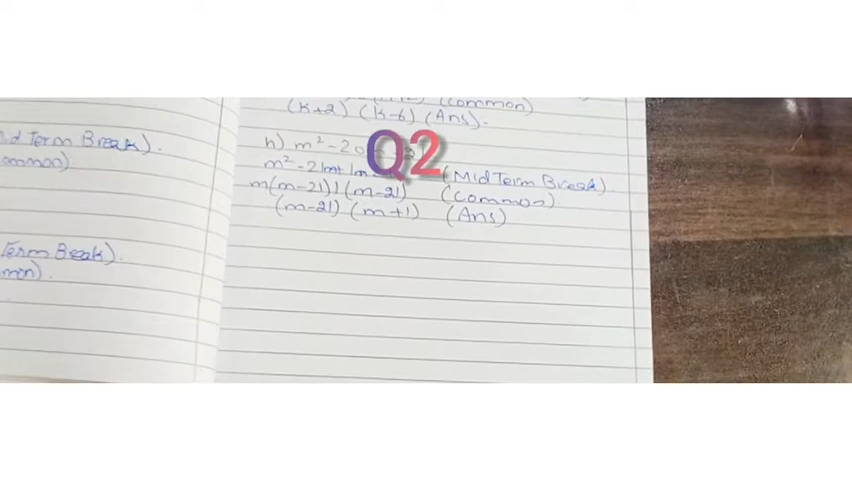 d Term Break).
ommon)
Term Break).
mon).
(common)
(k+2) (k-6) (Ans).
h) m² - 20
m² - 21m + 1m (Mid Term Break)
m(m-21) 1 (m-21) (common)
(m-21) (m+1) (Ans)
Q2